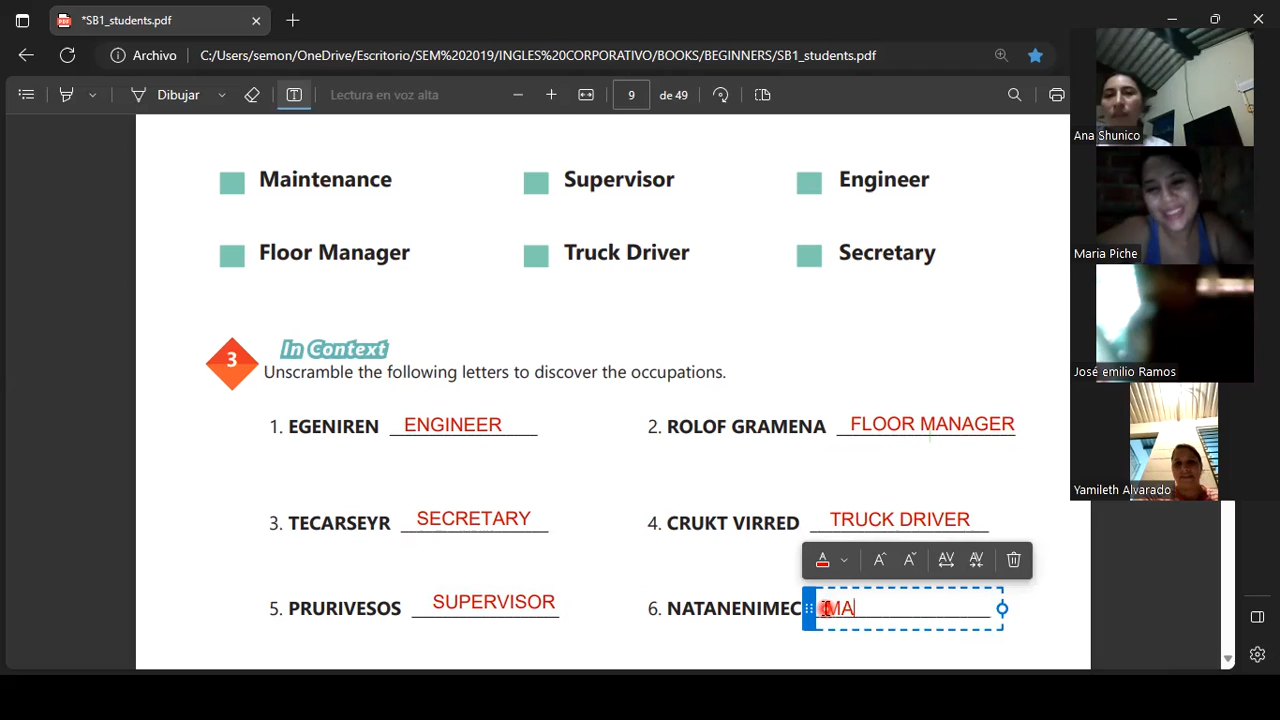 *SB1_students.pdf
Archivo C:/Users/semon/OneDrive/Escritorio/SEM%202019/INGLES%20CORPORATIVO/BOOKS/BEGINNERS/SB1_students.pdf
Dibujar Lectura en voz alta 9 de 49
Maintenance Supervisor Engineer
Floor Manager Truck Driver Secretary
3 In Context
Unscramble the following letters to discover the occupations.
1. EGENIREN ENGINEER 2. ROLOF GRAMENA FLOOR MANAGER
3. TECARSEYR SECRETARY 4. CRUKT VIRRED TRUCK DRIVER
5. PRURIVESOS SUPERVISOR 6. NATANENIMEC MA
Ana Shunico
Maria Piche
José emilio Ramos
Yamileth Alvarado